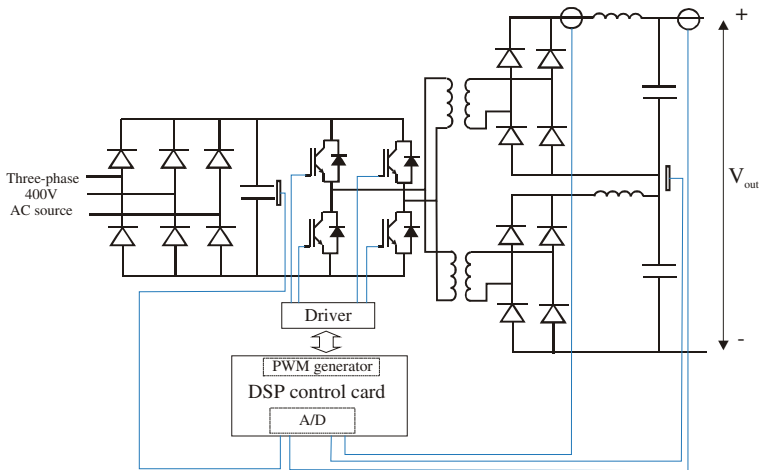 +
Three-phase
400V
AC source
V out
Driver
-
PWM generator
DSP control card
A/D